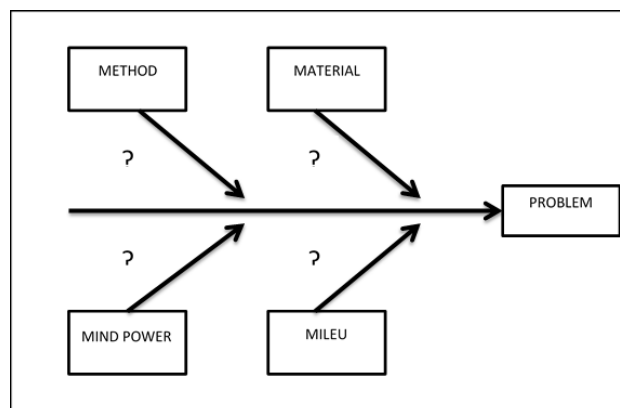 METHOD
MATERIAL
?
?
PROBLEM
?
?
MIND POWER
MILEU